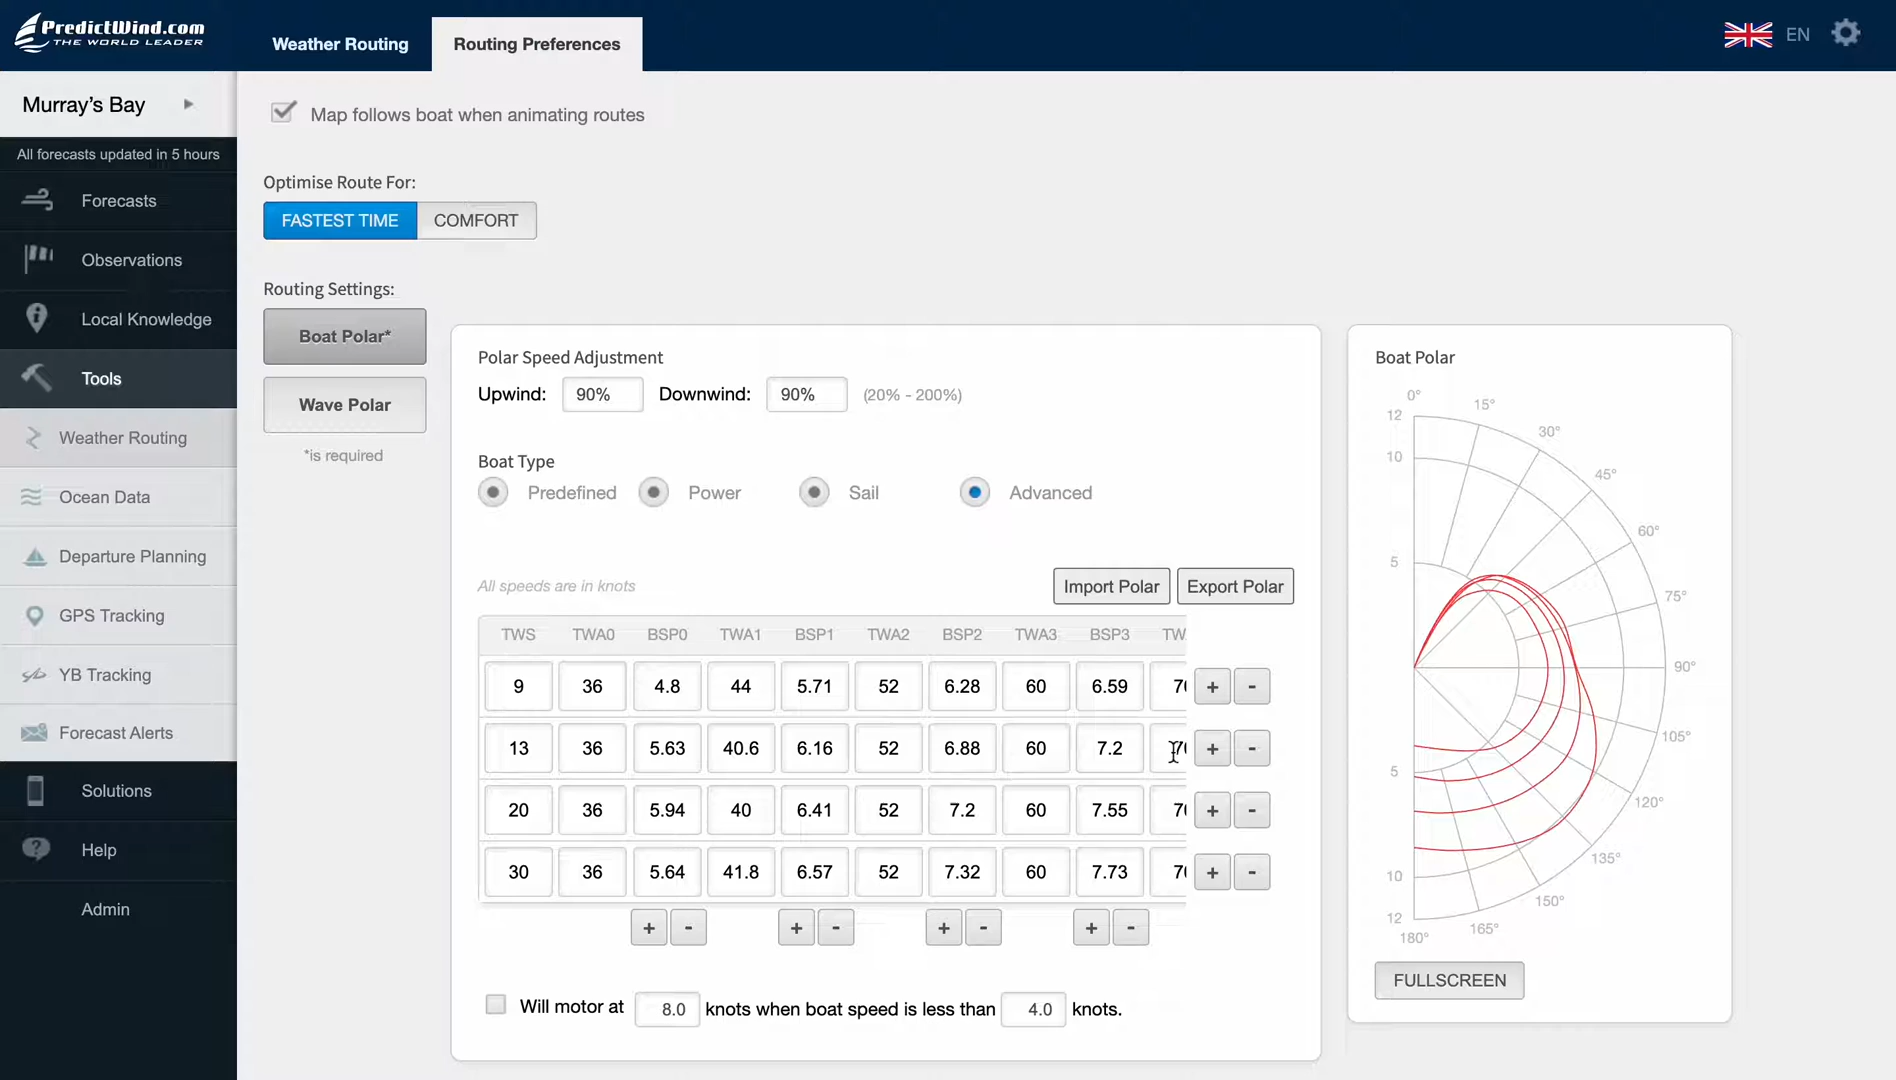 PredictWind.com
THE WORLD LEADER
Weather Routing
Routing Preferences
EN
Murray's Bay
All forecasts updated in 5 hours
Forecasts
Observations
Local Knowledge
Tools
Weather Routing
Ocean Data
Departure Planning
GPS Tracking
YB Tracking
Forecast Alerts
Solutions
Help
Admin
Map follows boat when animating routes
Optimise Route For:
FASTEST TIME COMFORT
Routing Settings:
Boat Polar*
Wave Polar
*is required
Polar Speed Adjustment
Upwind: 90% Downwind: 90% (20% - 200%)
Boat Type
Predefined Power Sail Advanced
All speeds are in knots
Import Polar Export Polar
TWS TWA0 BSP0 TWA1 BSP1 TWA2 BSP2 TWA3 BSP3
9 36 4.8 44 5.71 52 6.28 60 6.59 + -
13 36 5.63 40.6 6.16 52 6.88 60 7.2 + -
20 36 5.94 40 6.41 52 7.2 60 7.55 + -
30 36 5.64 41.8 6.57 52 7.32 60 7.73 + -
+ - + - + - + -
Will motor at 8.0 knots when boat speed is less than 4.0 knots.
Boat Polar
0°
15°
30°
45°
60°
75°
90°
105°
120°
135°
150°
165°
180°
12
10
5
5
10
12
FULLSCREEN